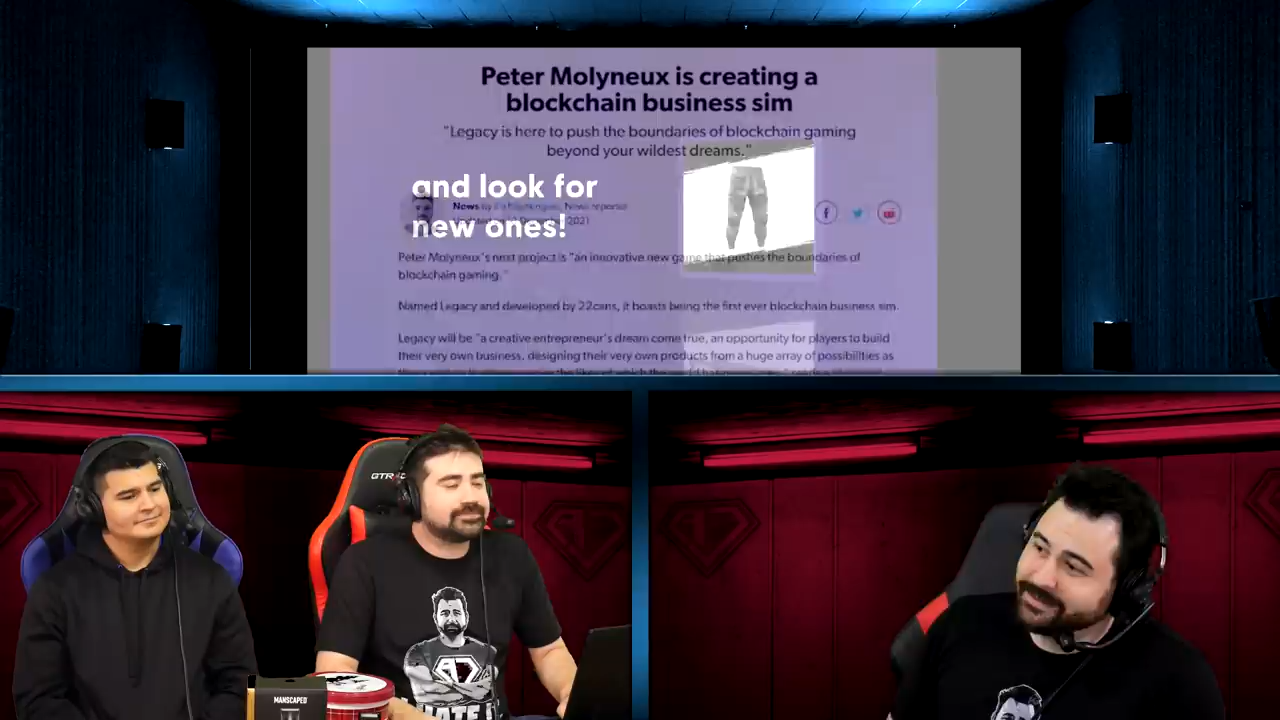 Peter Molyneux is creating a
blockchain business sim
"Legacy is here to push the boundaries of blockchain gaming
beyond your wildest dreams."
and look for
new ones!
News
2021
Peter Molyneux's next project is "an innovative new game that pushes the boundaries of
blockchain gaming."
Named Legacy and developed by 22cans, it boasts being the first ever blockchain business sim.
Legacy will be "a creative entrepreneur's dream come true, an opportunity for players to build
their very own business, designing their very own products from a huge array of possibilities as
GTR
MANSCAPED
HATE